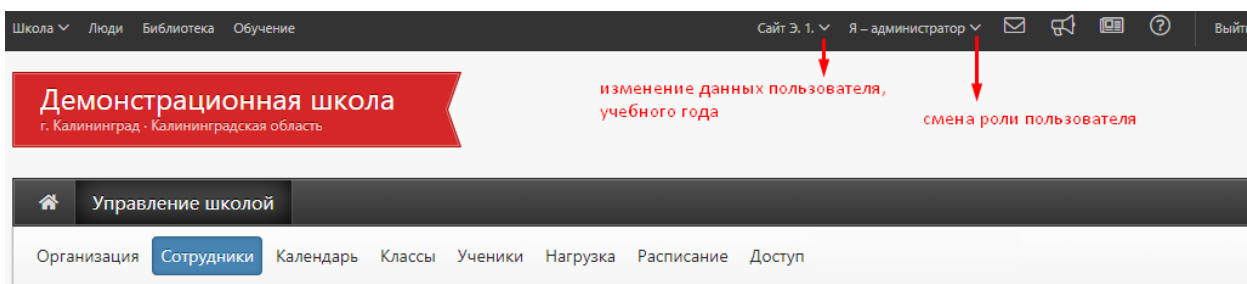 Школа Люди Библиотека Обучение Сайт Э. 1. Я – администратор Выйти
Демонстрационная школа
г. Калининград · Калининградская область
изменение данных пользователя,
учебного года
смена роли пользователя
Управление школой
Организация Сотрудники Календарь Классы Ученики Нагрузка Расписание Доступ